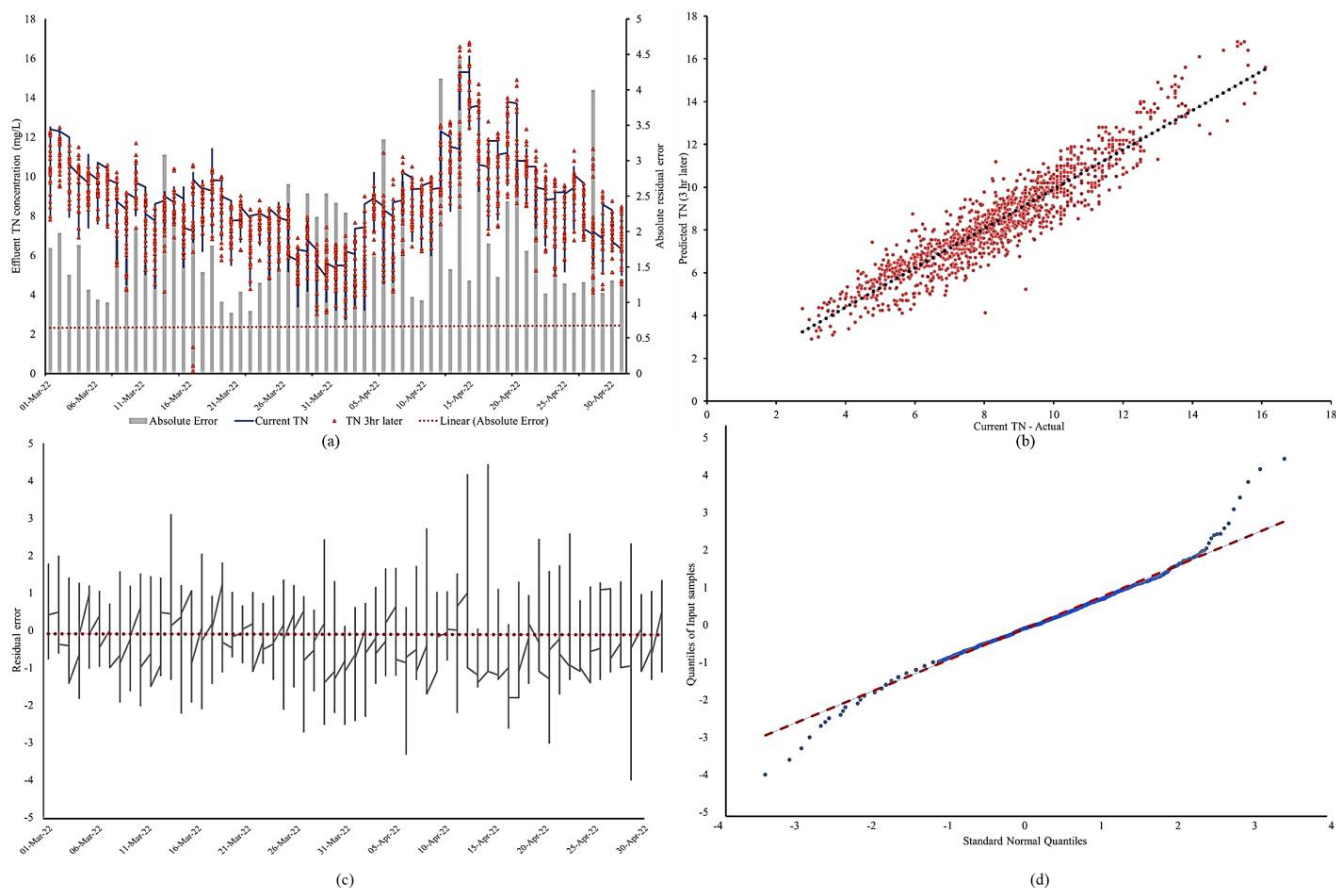 18
16
14
12
10
8
6
4
2
0
Effluent TN concentration (mg/L)
5
4.5
4
3.5
3
2.5
2
1.5
1
0.5
0
Absolute residual error
01-Mar-22
06-Mar-22
11-Mar-22
16-Mar-22
21-Mar-22
26-Mar-22
31-Mar-22
05-Apr-22
10-Apr-22
15-Apr-22
20-Apr-22
25-Apr-22
30-Apr-22
Absolute Error
Current TN
TN 3hr later
Linear (Absolute Error)
(a)
18
16
14
12
10
8
6
4
2
0
Predicted TN (3 hr later)
0
2
4
6
8
10
12
14
16
18
Current TN - Actual
(b)
5
4
3
2
1
0
-1
-2
-3
-4
-5
Residual error
01-Mar-22
06-Mar-22
11-Mar-22
16-Mar-22
21-Mar-22
26-Mar-22
31-Mar-22
05-Apr-22
10-Apr-22
15-Apr-22
20-Apr-22
25-Apr-22
30-Apr-22
(c)
5
4
3
2
1
0
-1
-2
-3
-4
-5
Quantiles of Input samples
-4
-3
-2
-1
0
1
2
3
4
Standard Normal Quantiles
(d)